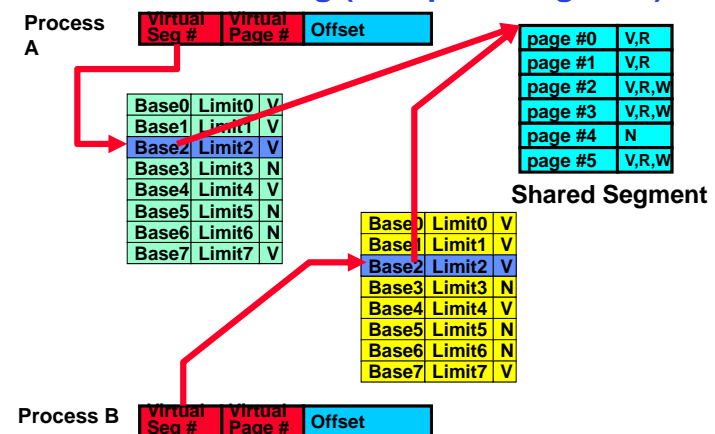 Process A
Virtual Seg # Virtual Page # Offset
page #0 V,R
page #1 V,R
page #2 V,R,W
page #3 V,R,W
page #4 N
page #5 V,R,W
Shared Segment
Base0 Limit0 V
Base1 Limit1 V
Base2 Limit2 V
Base3 Limit3 N
Base4 Limit4 V
Base5 Limit5 N
Base6 Limit6 N
Base7 Limit7 V
Base0 Limit0 V
Base1 Limit1 V
Base2 Limit2 V
Base3 Limit3 N
Base4 Limit4 V
Base5 Limit5 N
Base6 Limit6 N
Base7 Limit7 V
Process B
Virtual Seg # Virtual Page # Offset